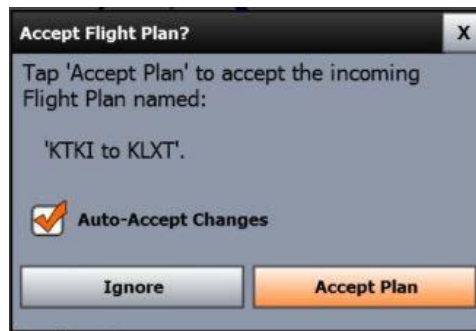 Accept Flight Plan?
X
Tap 'Accept Plan' to accept the incoming
Flight Plan named:
'KTKI to KLXT'.
Auto-Accept Changes
Ignore
Accept Plan